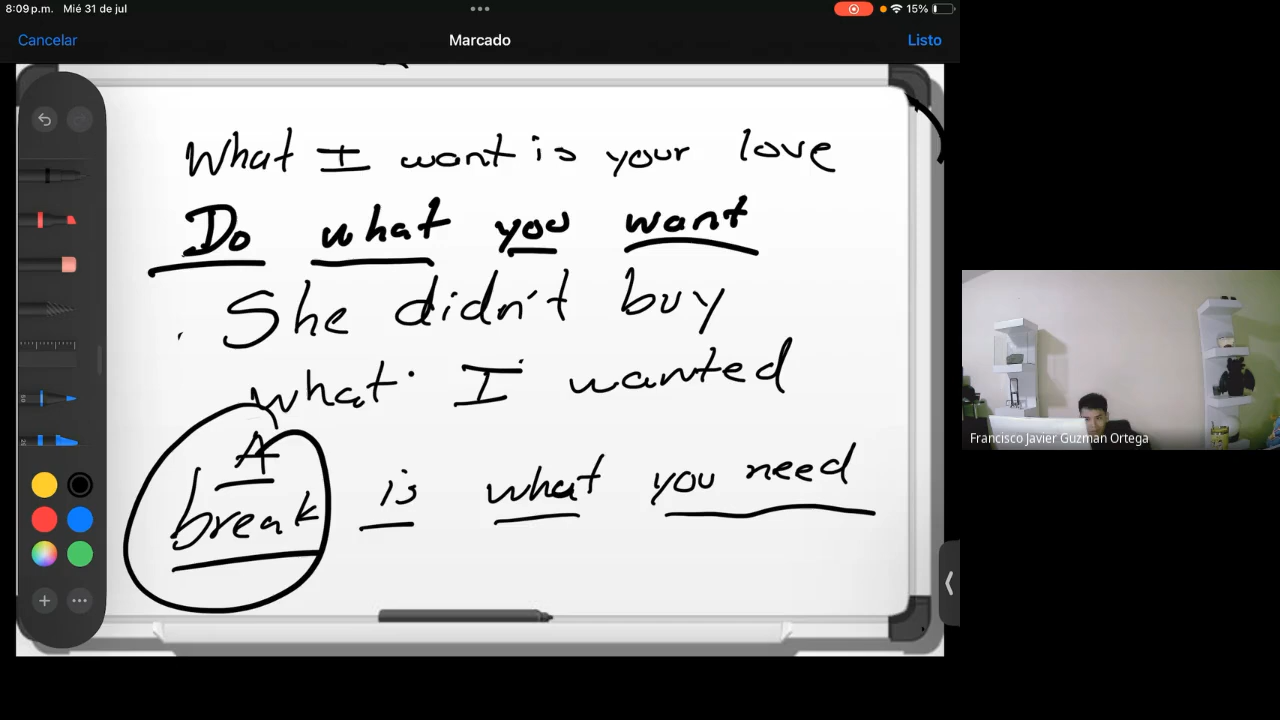 8:09 p.m. Mié 31 de jul
15%
Cancelar
Marcado
Listo
What I want is your love
Do what you want
She didn't buy
what I wanted
A
break is what you need
Francisco Javier Guzman Ortega